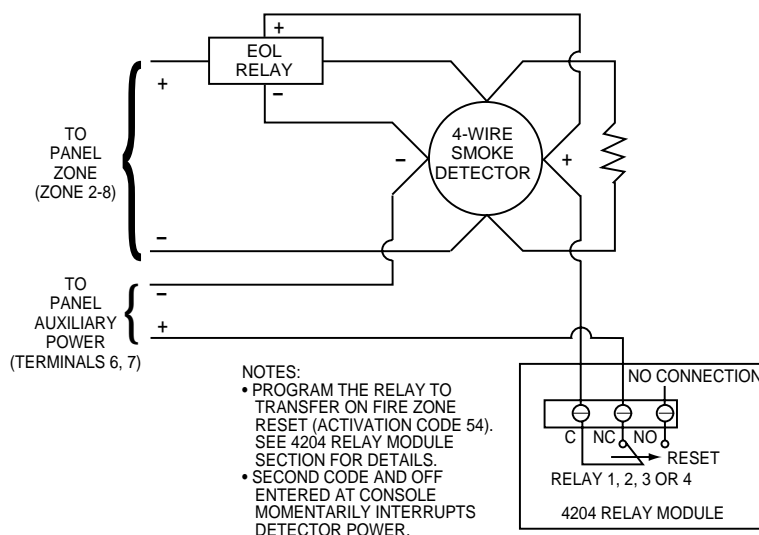 +
EOL
RELAY
+
−
TO
PANEL
ZONE
(ZONE 2-8)
4-WIRE
SMOKE
DETECTOR
−
+
−
TO
PANEL
AUXILIARY
POWER
(TERMINALS 6, 7)
−
+
NOTES:
• PROGRAM THE RELAY TO
TRANSFER ON FIRE ZONE
RESET (ACTIVATION CODE 54).
SEE 4204 RELAY MODULE
SECTION FOR DETAILS.
• SECOND CODE AND OFF
ENTERED AT CONSOLE
MOMENTARILY INTERRUPTS
DETECTOR POWER.
NO CONNECTION
C NC NO
RESET
RELAY 1, 2, 3 OR 4
4204 RELAY MODULE